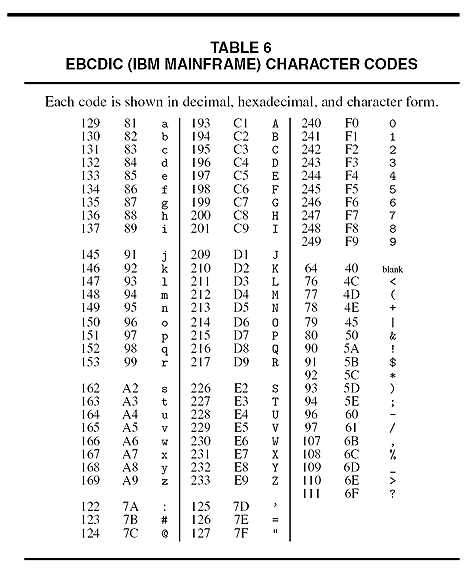 TABLE 6
EBCDIC (IBM MAINFRAME) CHARACTER CODES
Each code is shown in decimal, hexadecimal, and character form.
129 81 a 193 C1 A 240 F0 0
130 82 b 194 C2 B 241 F1 1
131 83 c 195 C3 C 242 F2 2
132 84 d 196 C4 D 243 F3 3
133 85 e 197 C5 E 244 F4 4
134 86 f 198 C6 F 245 F5 5
135 87 g 199 C7 G 246 F6 6
136 88 h 200 C8 H 247 F7 7
137 89 i 201 C9 I 248 F8 8
249 F9 9
145 91 j 209 D1 J
146 92 k 210 D2 K 64 40 blank
147 93 l 211 D3 L 76 4C <
148 94 m 212 D4 M 77 4D (
149 95 n 213 D5 N 78 4E +
150 96 o 214 D6 O 79 45 |
151 97 p 215 D7 P 80 50 &
152 98 q 216 D8 Q 90 5A !
153 99 r 217 D9 R 91 5B $
92 5C *
162 A2 s 226 E2 S 93 5D )
163 A3 t 227 E3 T 94 5E ;
164 A4 u 228 E4 U 96 60 -
165 A5 v 229 E5 V 97 61 /
166 A6 w 230 E6 W 107 6B ,
167 A7 x 231 E7 X 108 6C %
168 A8 y 232 E8 Y 109 6D _
169 A9 z 233 E9 Z 110 6E >
111 6F ?
122 7A : 125 7D '
123 7B # 126 7E =
124 7C @ 127 7F "